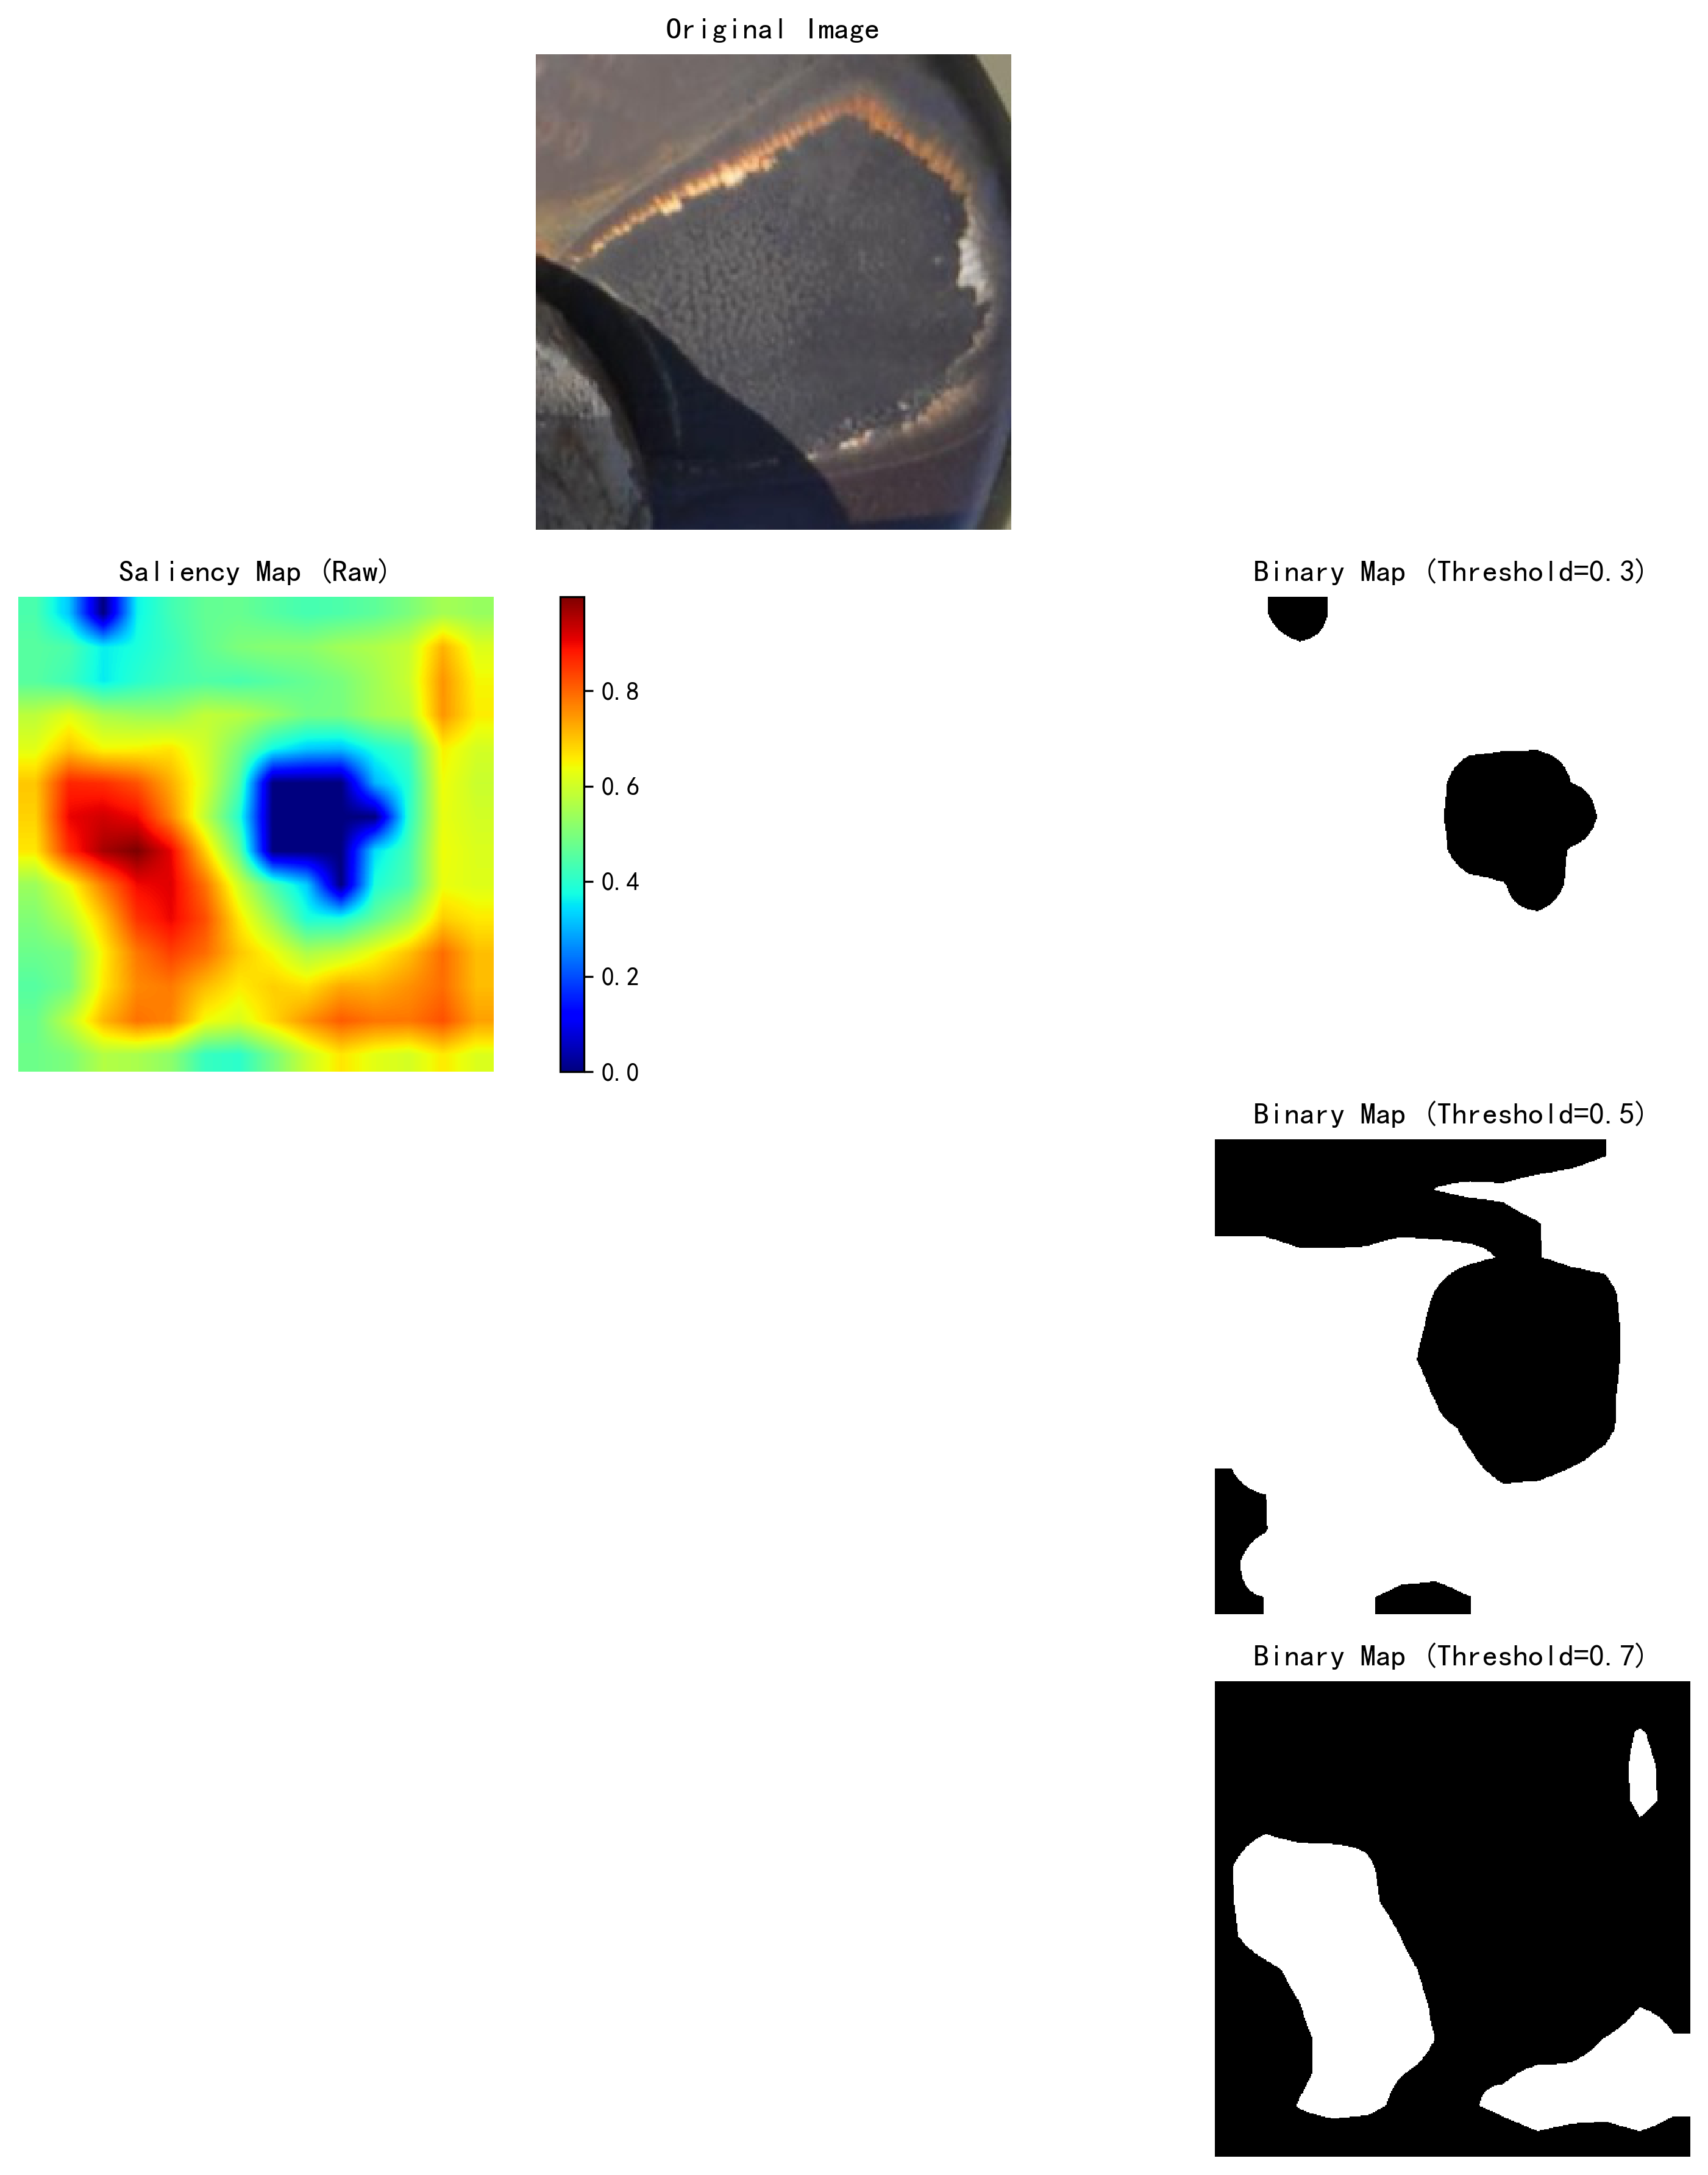 Original Image
Saliency Map (Raw)
Binary Map (Threshold=0.3)
0.8
0.6
0.4
0.2
0.0
Binary Map (Threshold=0.5)
Binary Map (Threshold=0.7)